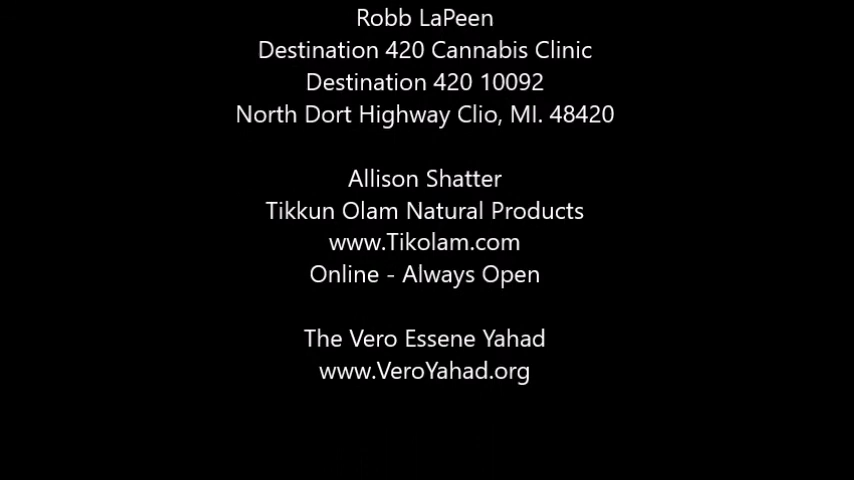 Robb LaPeen
Destination 420 Cannabis Clinic
Destination 420 10092
North Dort Highway Clio, MI. 48420
Allison Shatter
Tikkun Olam Natural Products
www.Tikolam.com
Online - Always Open
The Vero Essene Yahad
www.VeroYahad.org